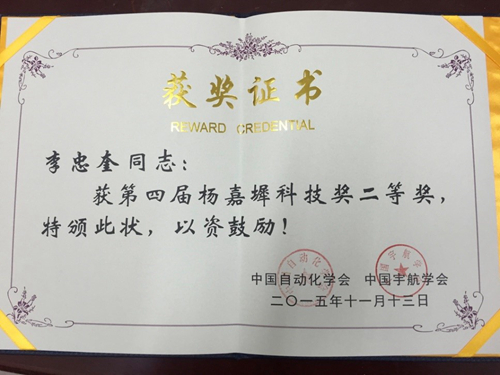 获奖证书
REWARD CREDENTIAL
李忠奎同志：
获第四届杨嘉墀科技奖二等奖，
特颁此状，以资鼓励！
中国自动化学会 中国宇航学会
二〇一五年十一月十三日